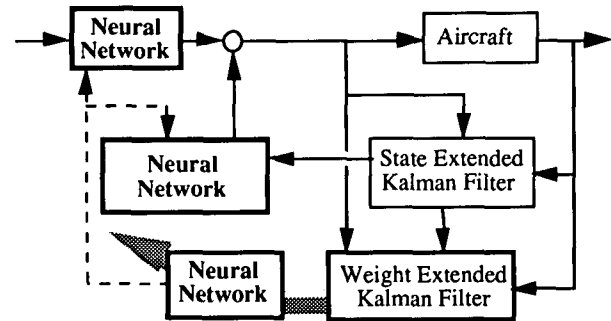 Neural
Network
Aircraft
Neural
Network
State Extended
Kalman Filter
Neural
Network
Weight Extended
Kalman Filter